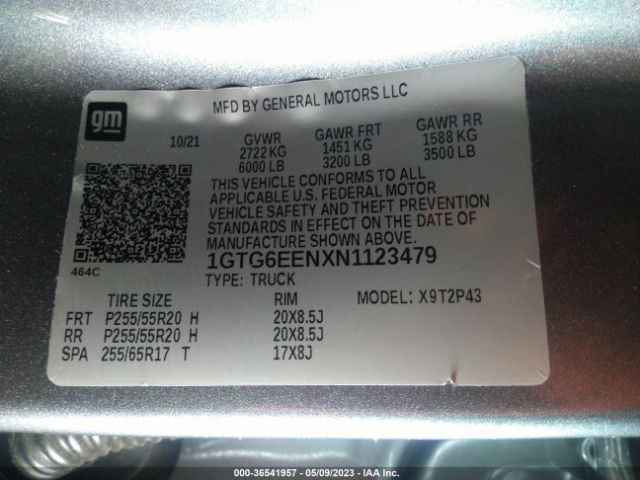 MFD BY GENERAL MOTORS LLC
gm
10/21 GVWR GAWR FRT GAWR RR
2722 KG 1451 KG 1588 KG
6000 LB 3200 LB 3500 LB
THIS VEHICLE CONFORMS TO ALL
APPLICABLE U.S. FEDERAL MOTOR
VEHICLE SAFETY AND THEFT PREVENTION
STANDARDS IN EFFECT ON THE DATE OF
MANUFACTURE SHOWN ABOVE.
464C
1GTG6EENXN1123479
TYPE: TRUCK
TIRE SIZE RIM MODEL: X9T2P43
FRT P255/55R20 H 20X8.5J
RR P255/55R20 H 20X8.5J
SPA 255/65R17 T 17X8J
000-36541957 - 05/09/2023 - IAA Inc.